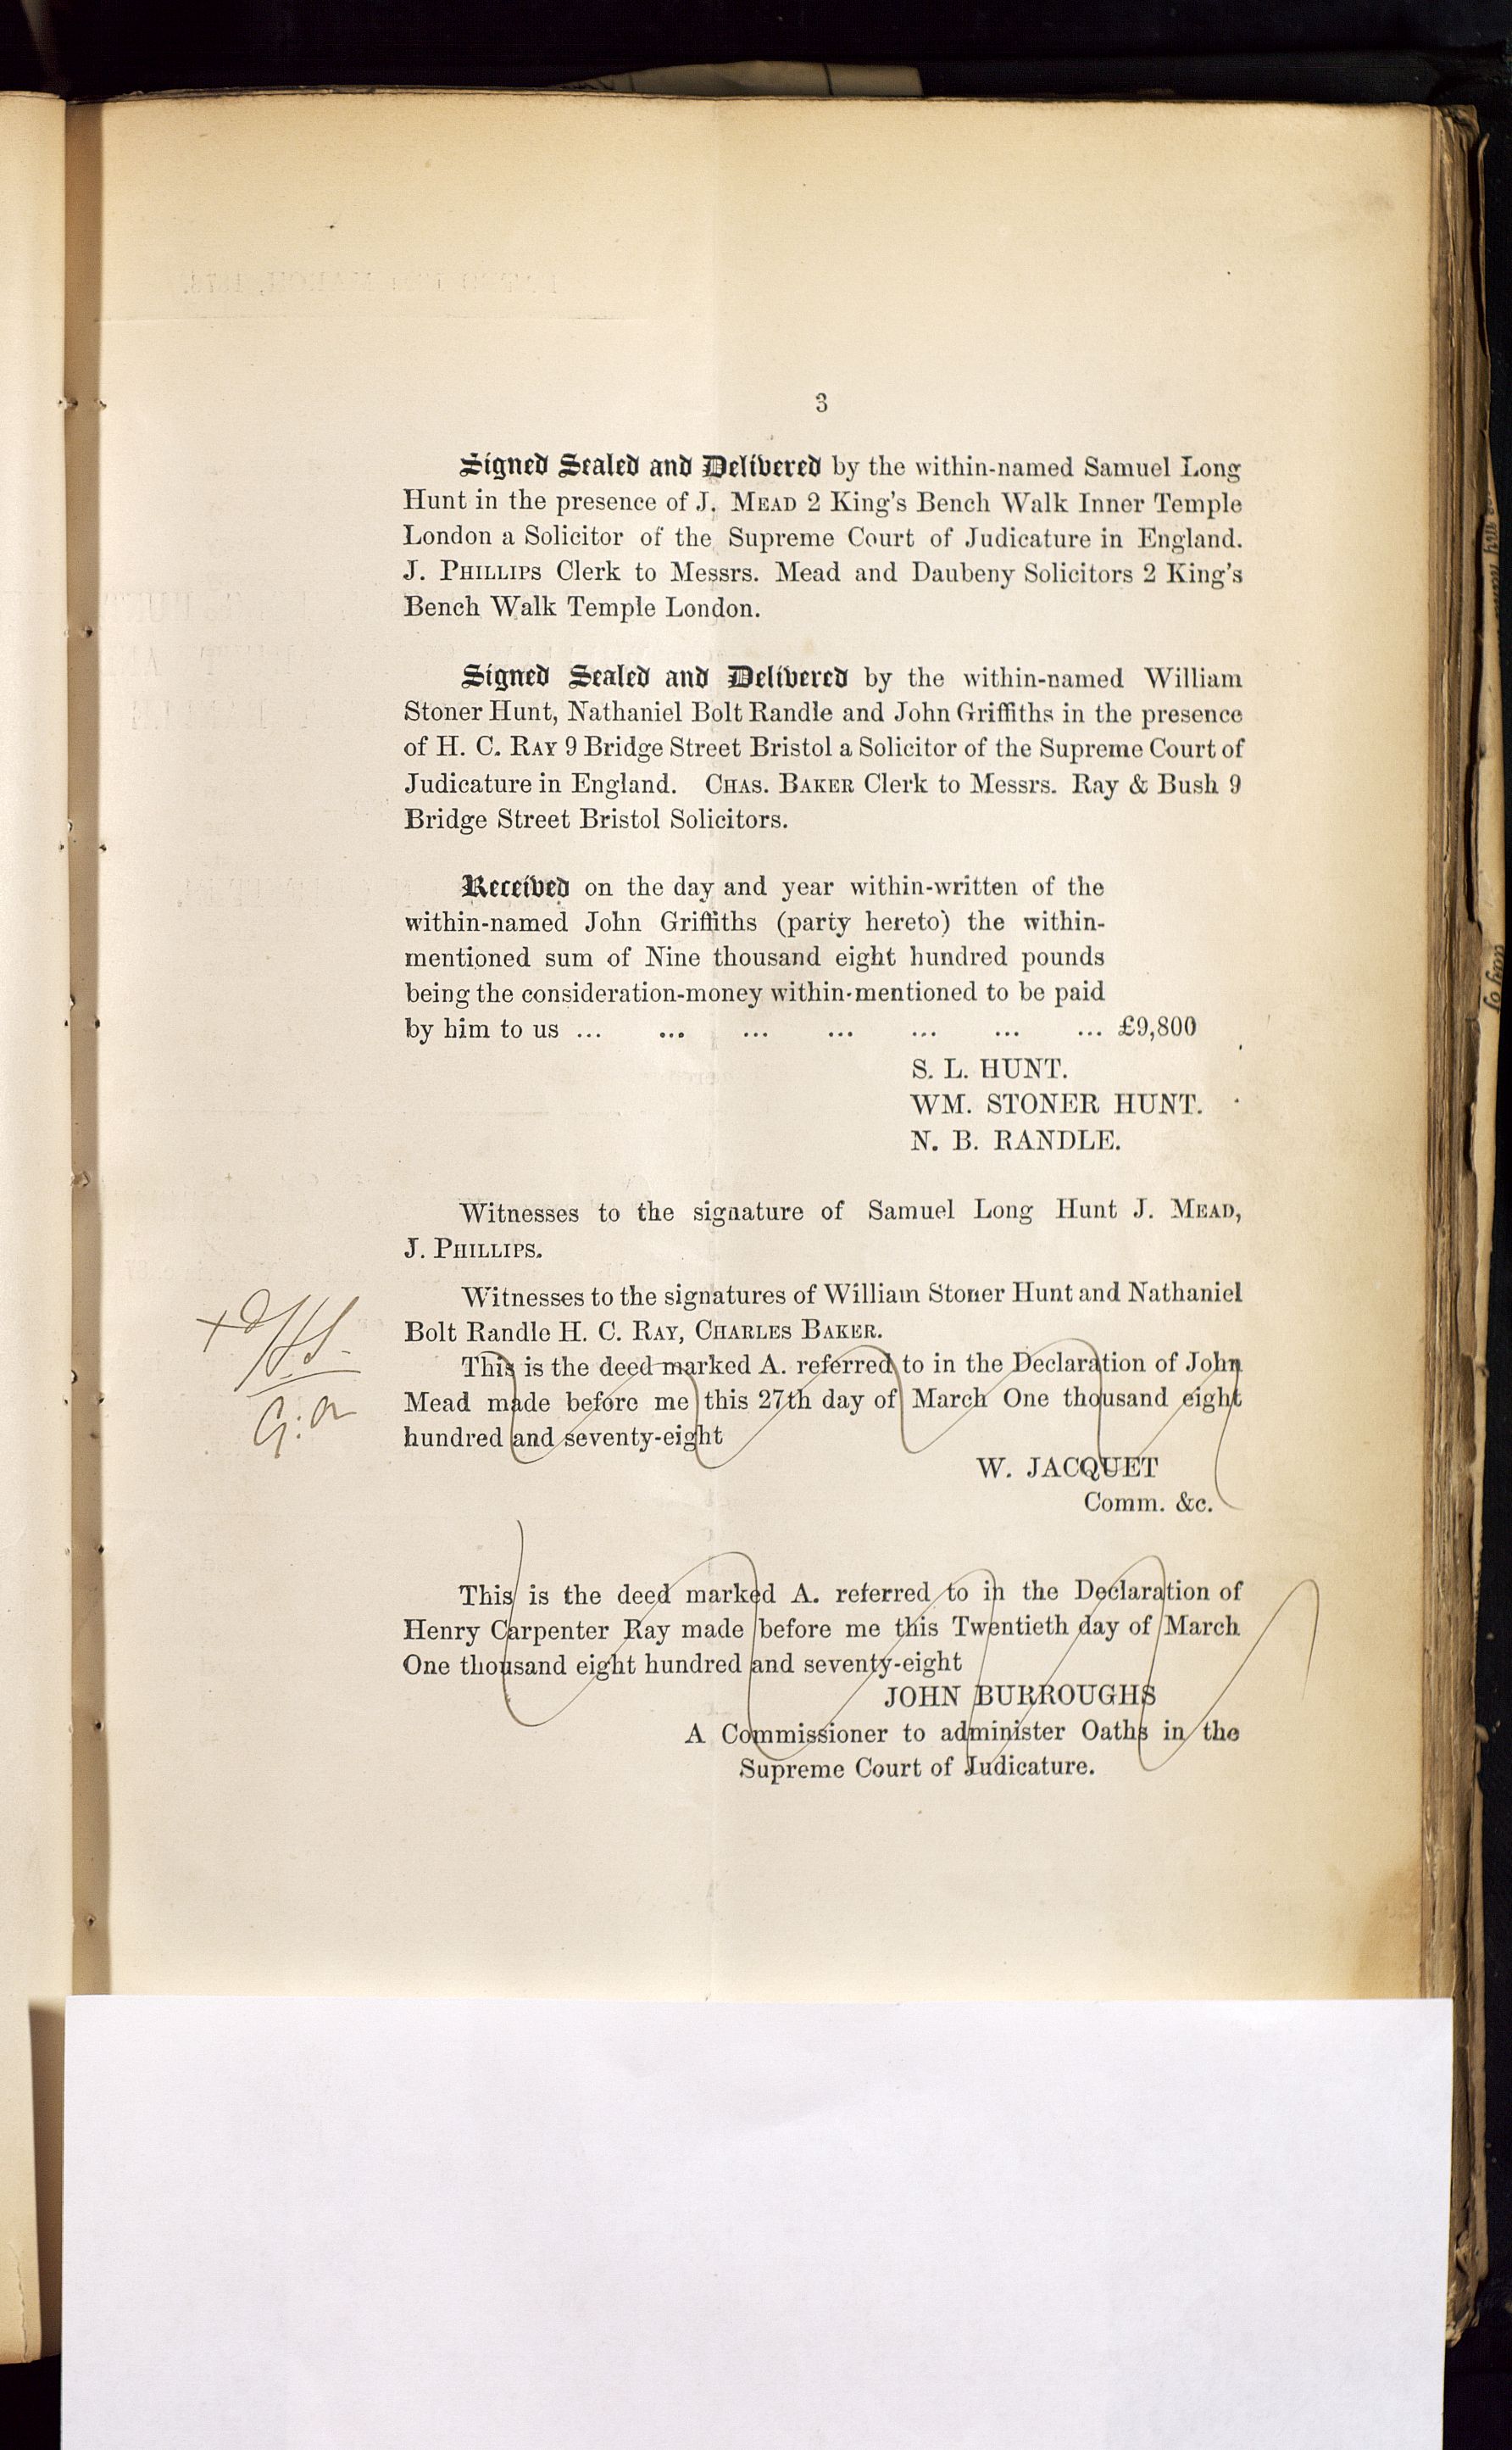 3
Signed Sealed and Delivered by the within-named Samuel Long
Hunt in the presence of J. MEAD 2 King's Bench Walk Inner Temple
London a Solicitor of the Supreme Court of Judicature in England.
J. PHILLIPS Clerk to Messrs. Mead and Daubeny Solicitors 2 King's
Bench Walk Temple London.
Signed Sealed and Delivered by the within-named William
Stoner Hunt, Nathaniel Bolt Randle and John Griffiths in the presence
of H. C. RAY 9 Bridge Street Bristol a Solicitor of the Supreme Court of
Judicature in England. CHAS. BAKER Clerk to Messrs. Ray & Bush 9
Bridge Street Bristol Solicitors.
Received on the day and year within-written of the
within-named John Griffiths (party hereto) the within-
mentioned sum of Nine thousand eight hundred pounds
being the consideration-money within-mentioned to be paid
by him to us ... ... ... ... ... ... ... £9,800
S. L. HUNT.
WM. STONER HUNT.
N. B. RANDLE.
Witnesses to the signature of Samuel Long Hunt J. MEAD,
J. PHILLIPS.
Witnesses to the signatures of William Stoner Hunt and Nathaniel
Bolt Randle H. C. RAY, CHARLES BAKER.
This is the deed marked A. referred to in the Declaration of John
Mead made before me this 27th day of March One thousand eight
hundred and seventy-eight
W. JACQUET
Comm. &c.
This is the deed marked A. referred to in the Declaration of
Henry Carpenter Ray made before me this Twentieth day of March
One thousand eight hundred and seventy-eight
JOHN BURROUGHS
A Commissioner to administer Oaths in the
Supreme Court of Judicature.